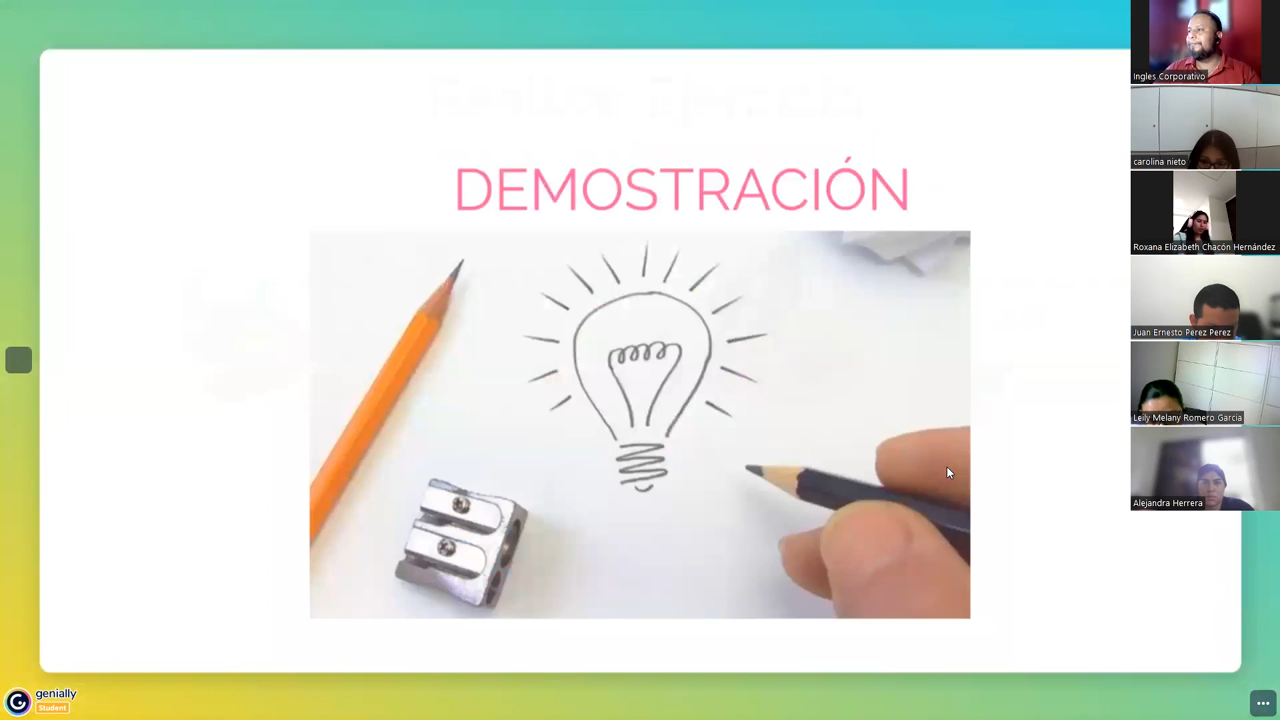 DEMOSTRACIÓN
Ingles Corporativo
carolina nieto
Roxana Elizabeth Chacón Hernández
Juan Ernesto Perez Perez
Leily Melany Romero Garcia
Alejandra Herrera
genially
Student